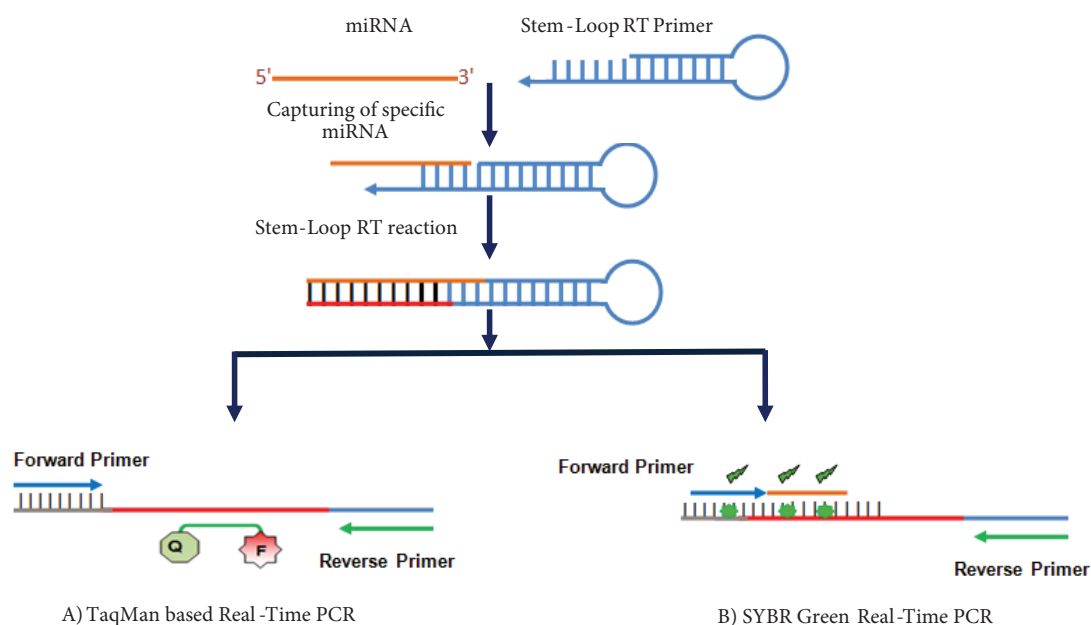 miRNA
Stem-Loop RT Primer
5'
3'
Capturing of specific
miRNA
Stem-Loop RT reaction
Forward Primer
Q
F
Reverse Primer
A) TaqMan based Real-Time PCR
Forward Primer
Reverse Primer
B) SYBR Green Real-Time PCR